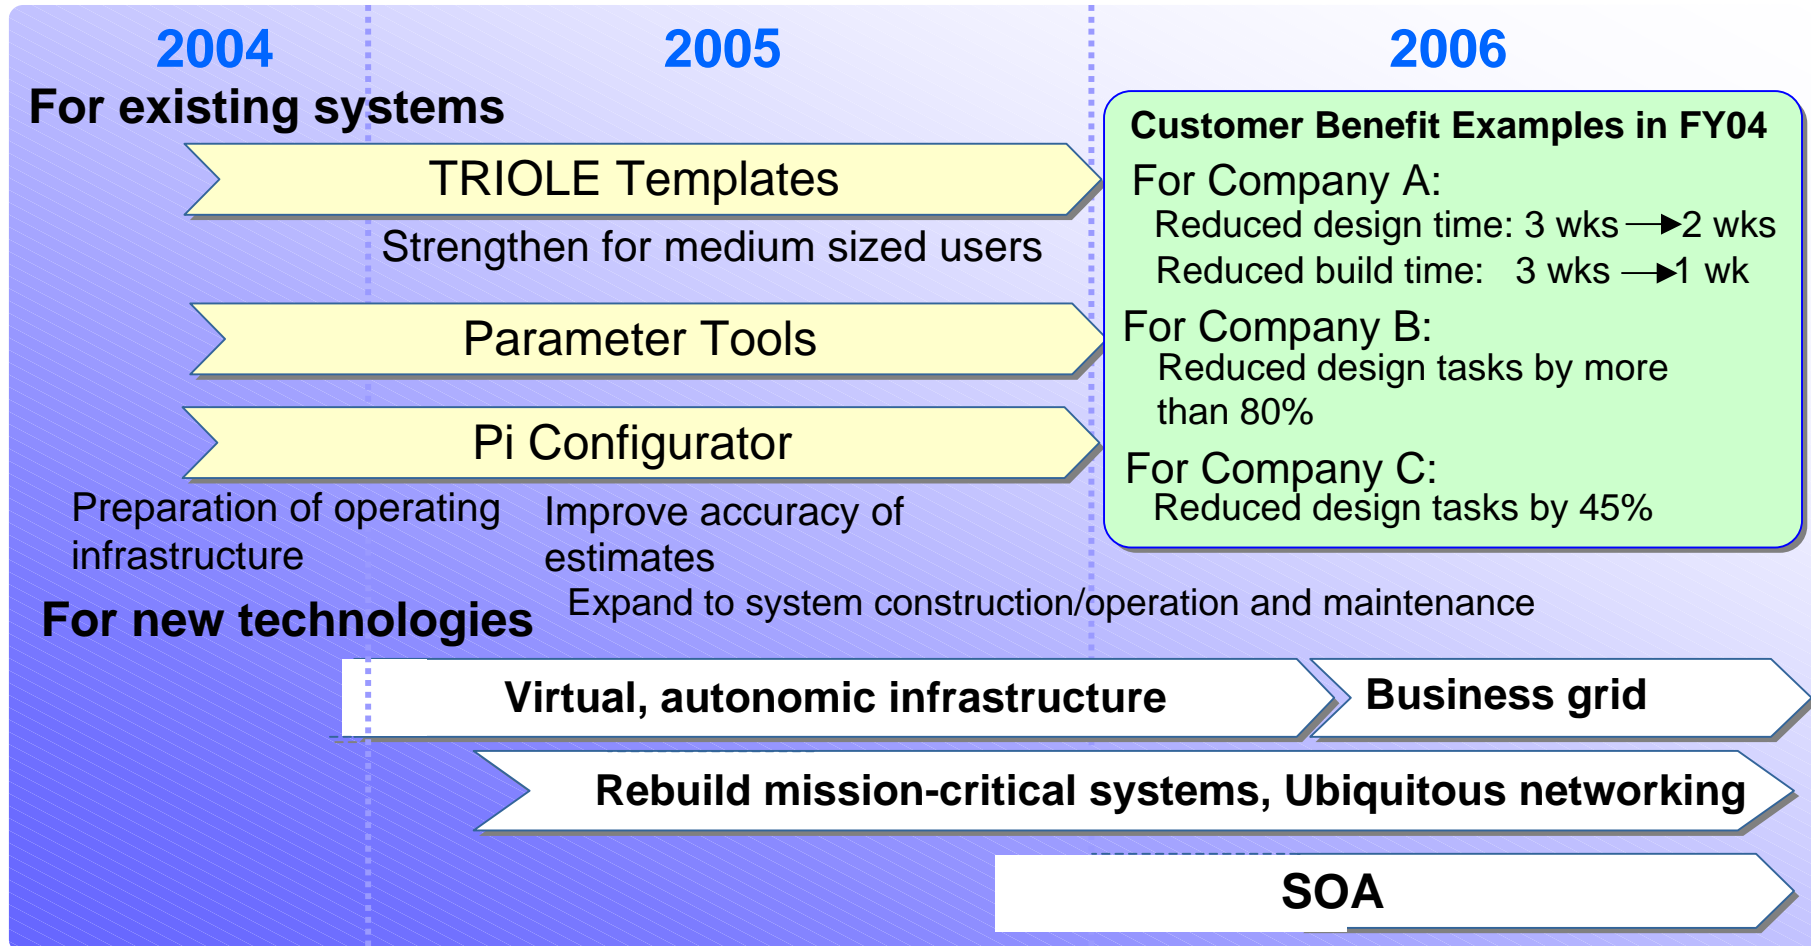 2004
2005
2006
For existing systems
TRIOLE Templates
Strengthen for medium sized users
Parameter Tools
Pi Configurator
Preparation of operating
infrastructure
Improve accuracy of
estimates
Expand to system construction/operation and maintenance
Customer Benefit Examples in FY04
For Company A:
Reduced design time: 3 wks → 2 wks
Reduced build time: 3 wks → 1 wk
For Company B:
Reduced design tasks by more
than 80%
For Company C:
Reduced design tasks by 45%
For new technologies
Virtual, autonomic infrastructure
Business grid
Rebuild mission-critical systems, Ubiquitous networking
SOA